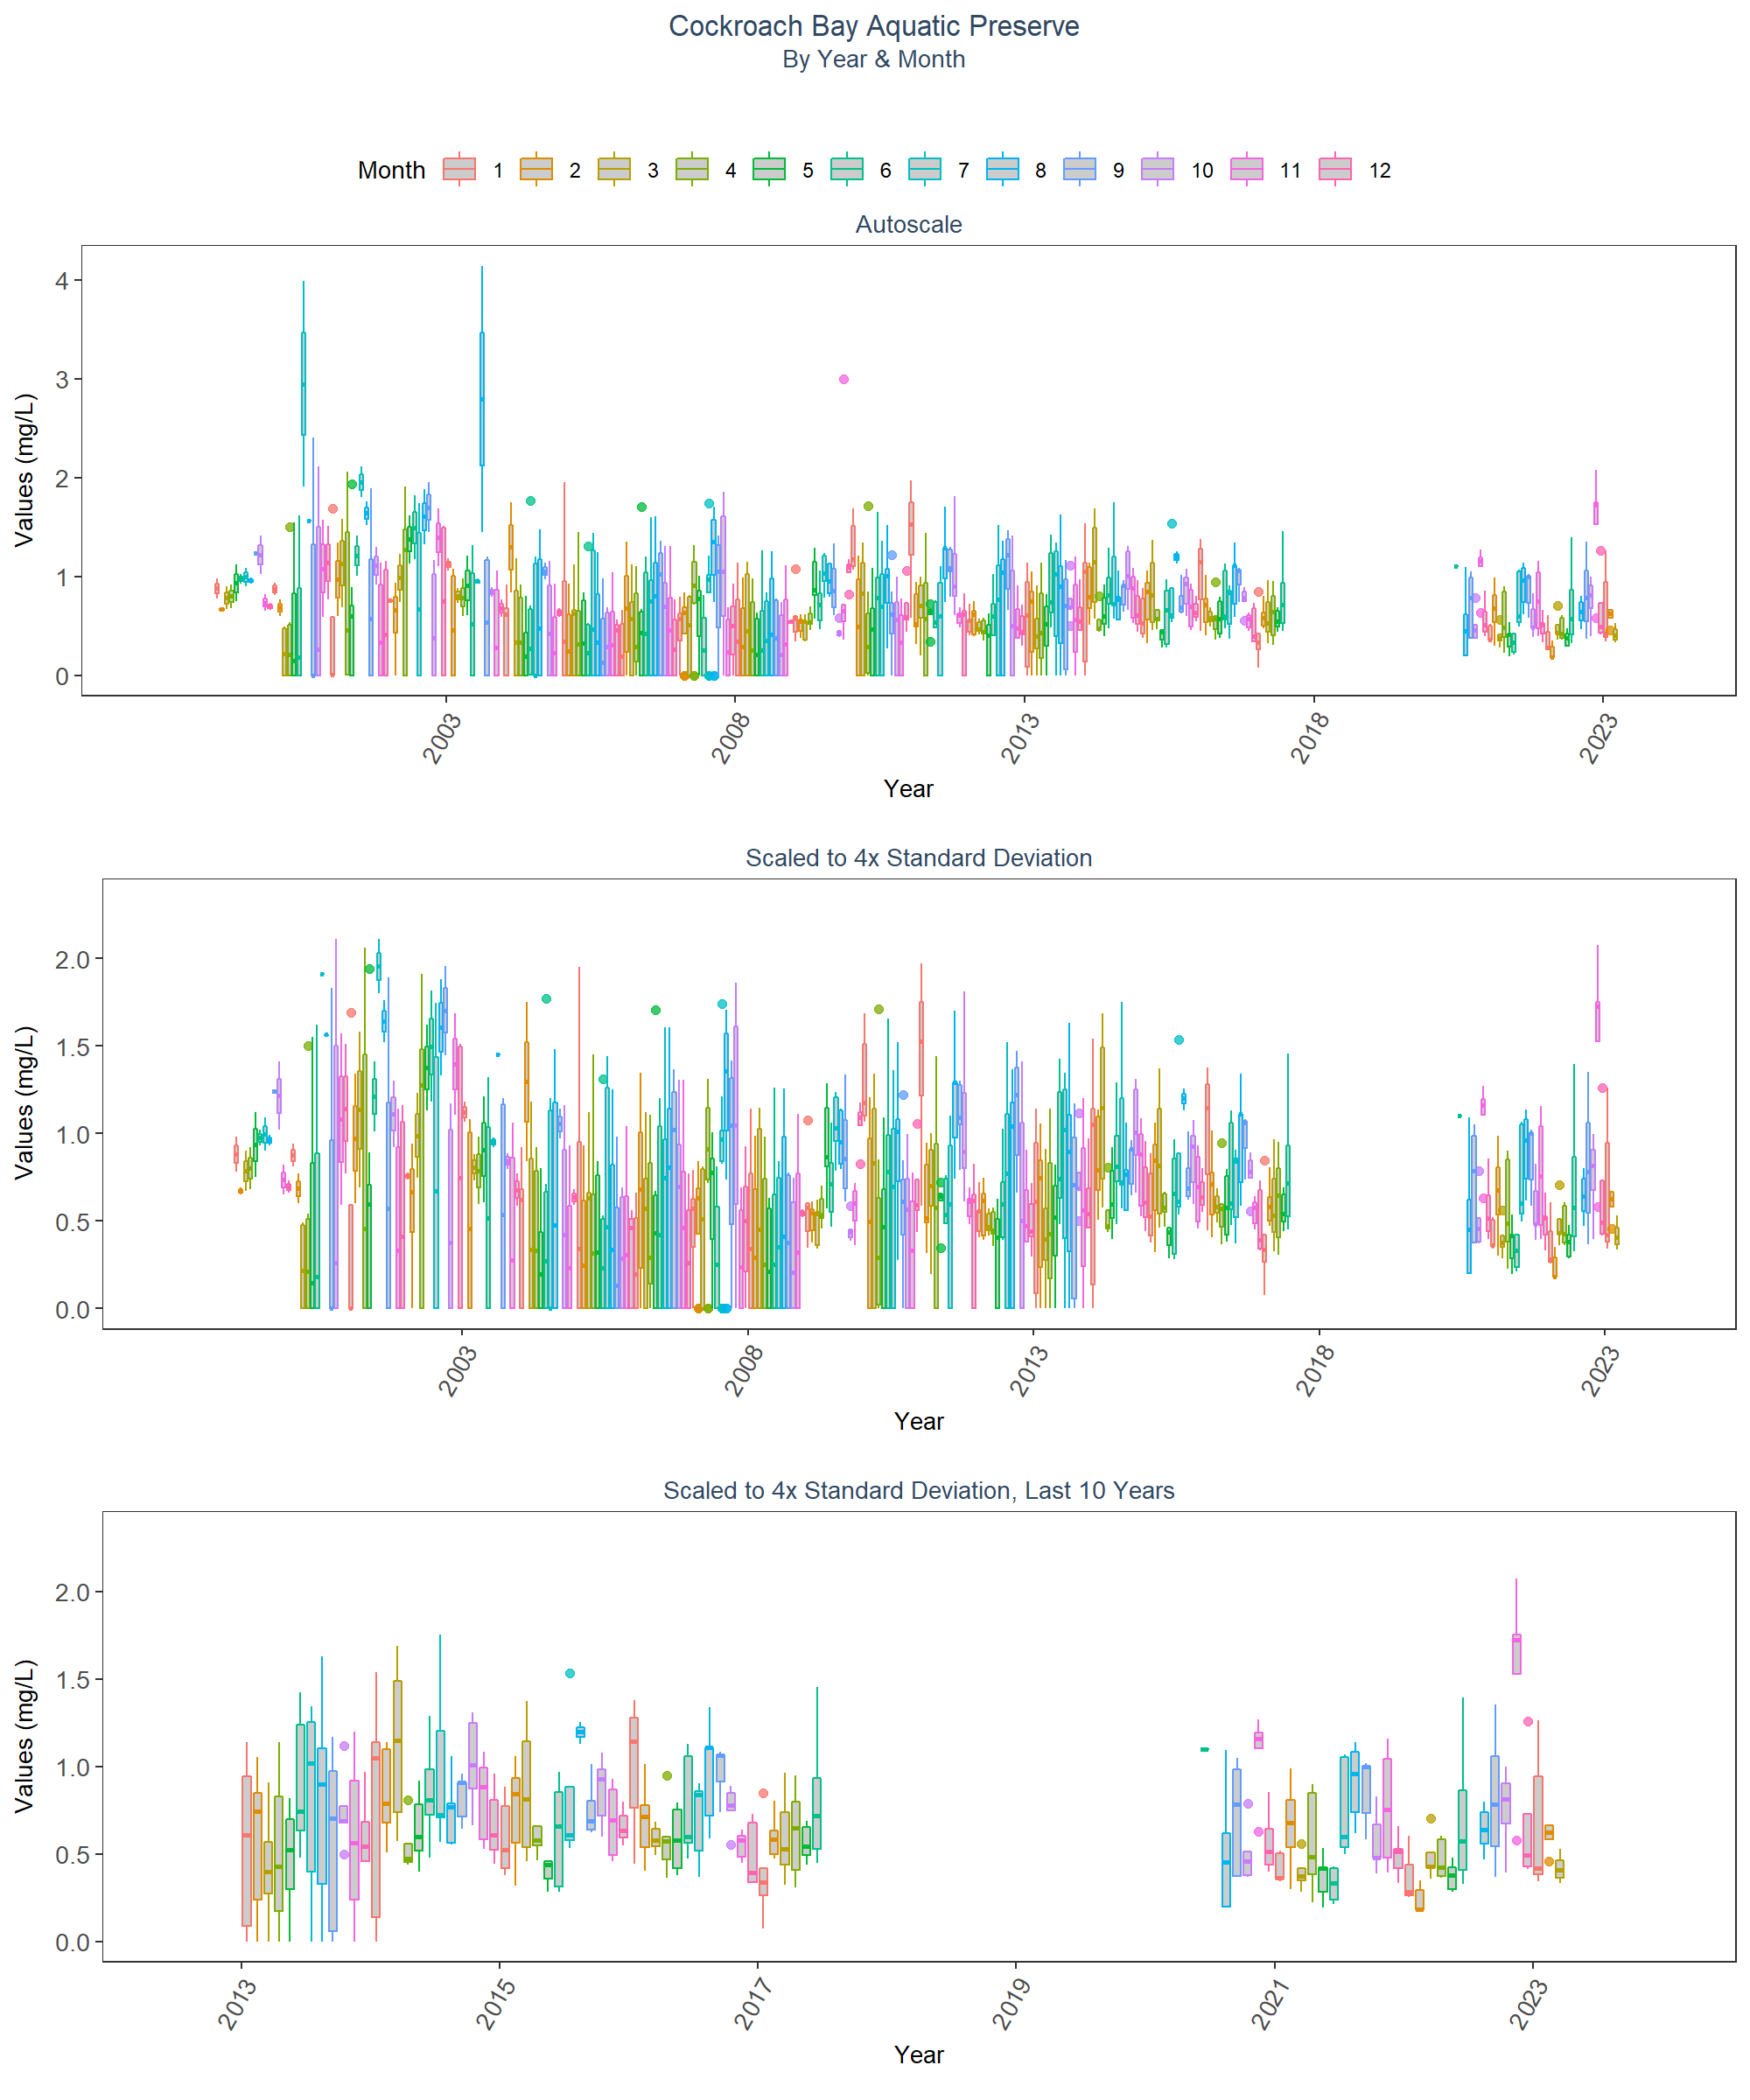 Cockroach Bay Aquatic Preserve
By Year & Month
Month 1 2 3 4 5 6 7 8 9 10 11 12
Autoscale
Values (mg/L)
4
3
2
1
0
2003 2008 2013 2018 2023
Year
Scaled to 4x Standard Deviation
Values (mg/L)
2.0
1.5
1.0
0.5
0.0
2003 2008 2013 2018 2023
Year
Scaled to 4x Standard Deviation, Last 10 Years
Values (mg/L)
2.0
1.5
1.0
0.5
0.0
2013 2015 2017 2019 2021 2023
Year